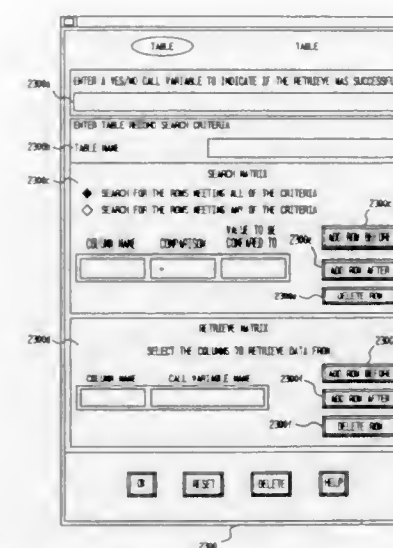 TABLE TABLE
ENTER A YES/NO CALL VARIABLE TO INDICATE IF THE RETRIEVE WAS SUCCESSFU
2300a
ENTER TABLE RECORD SEARCH CRITERIA
2300b TABLE NAME
2300c SEARCH MATRIX
SEARCH FOR THE ROWS MEETING ALL OF THE CRITERIA
SEARCH FOR THE ROWS MEETING ANY OF THE CRITERIA
COLUMN NAME COMPARISON VALUE TO BE COMPARED TO
ADD ROW BEFORE
ADD ROW AFTER
DELETE ROW
2300d RETRIEVE MATRIX
SELECT THE COLUMNS TO RETRIEVE DATA FROM
COLUMN NAME CALL VARIABLE NAME
ADD ROW BEFORE
2300f ADD ROW AFTER
2300f DELETE ROW
OK RESET DELETE HELP
2300